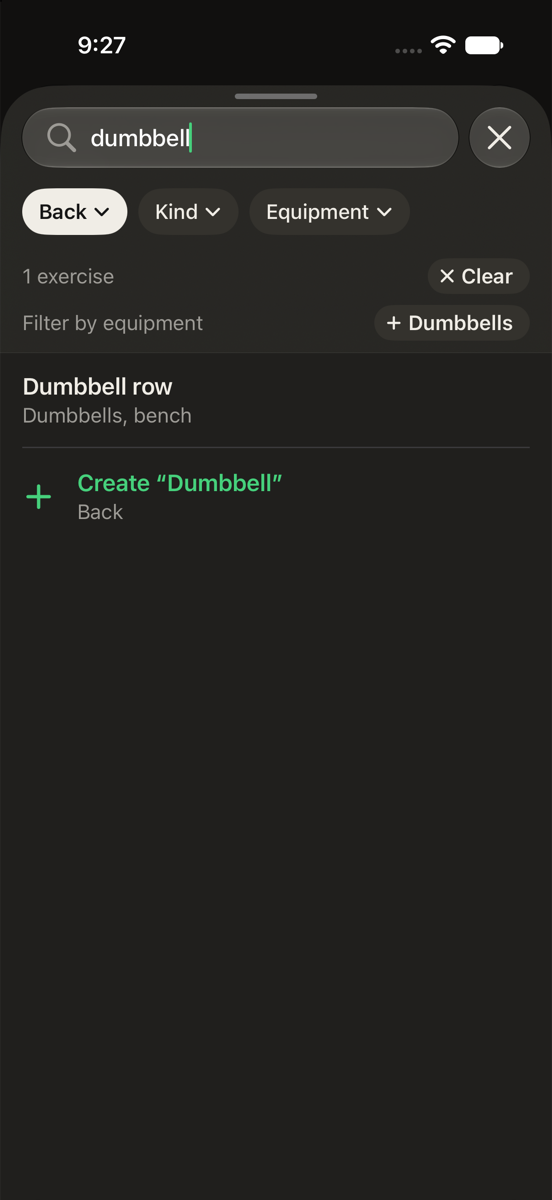 9:27
dumbbell
Back
Kind
Equipment
1 exercise
Clear
Filter by equipment
+ Dumbbells
Dumbbell row
Dumbbells, bench
Create “Dumbbell”
Back